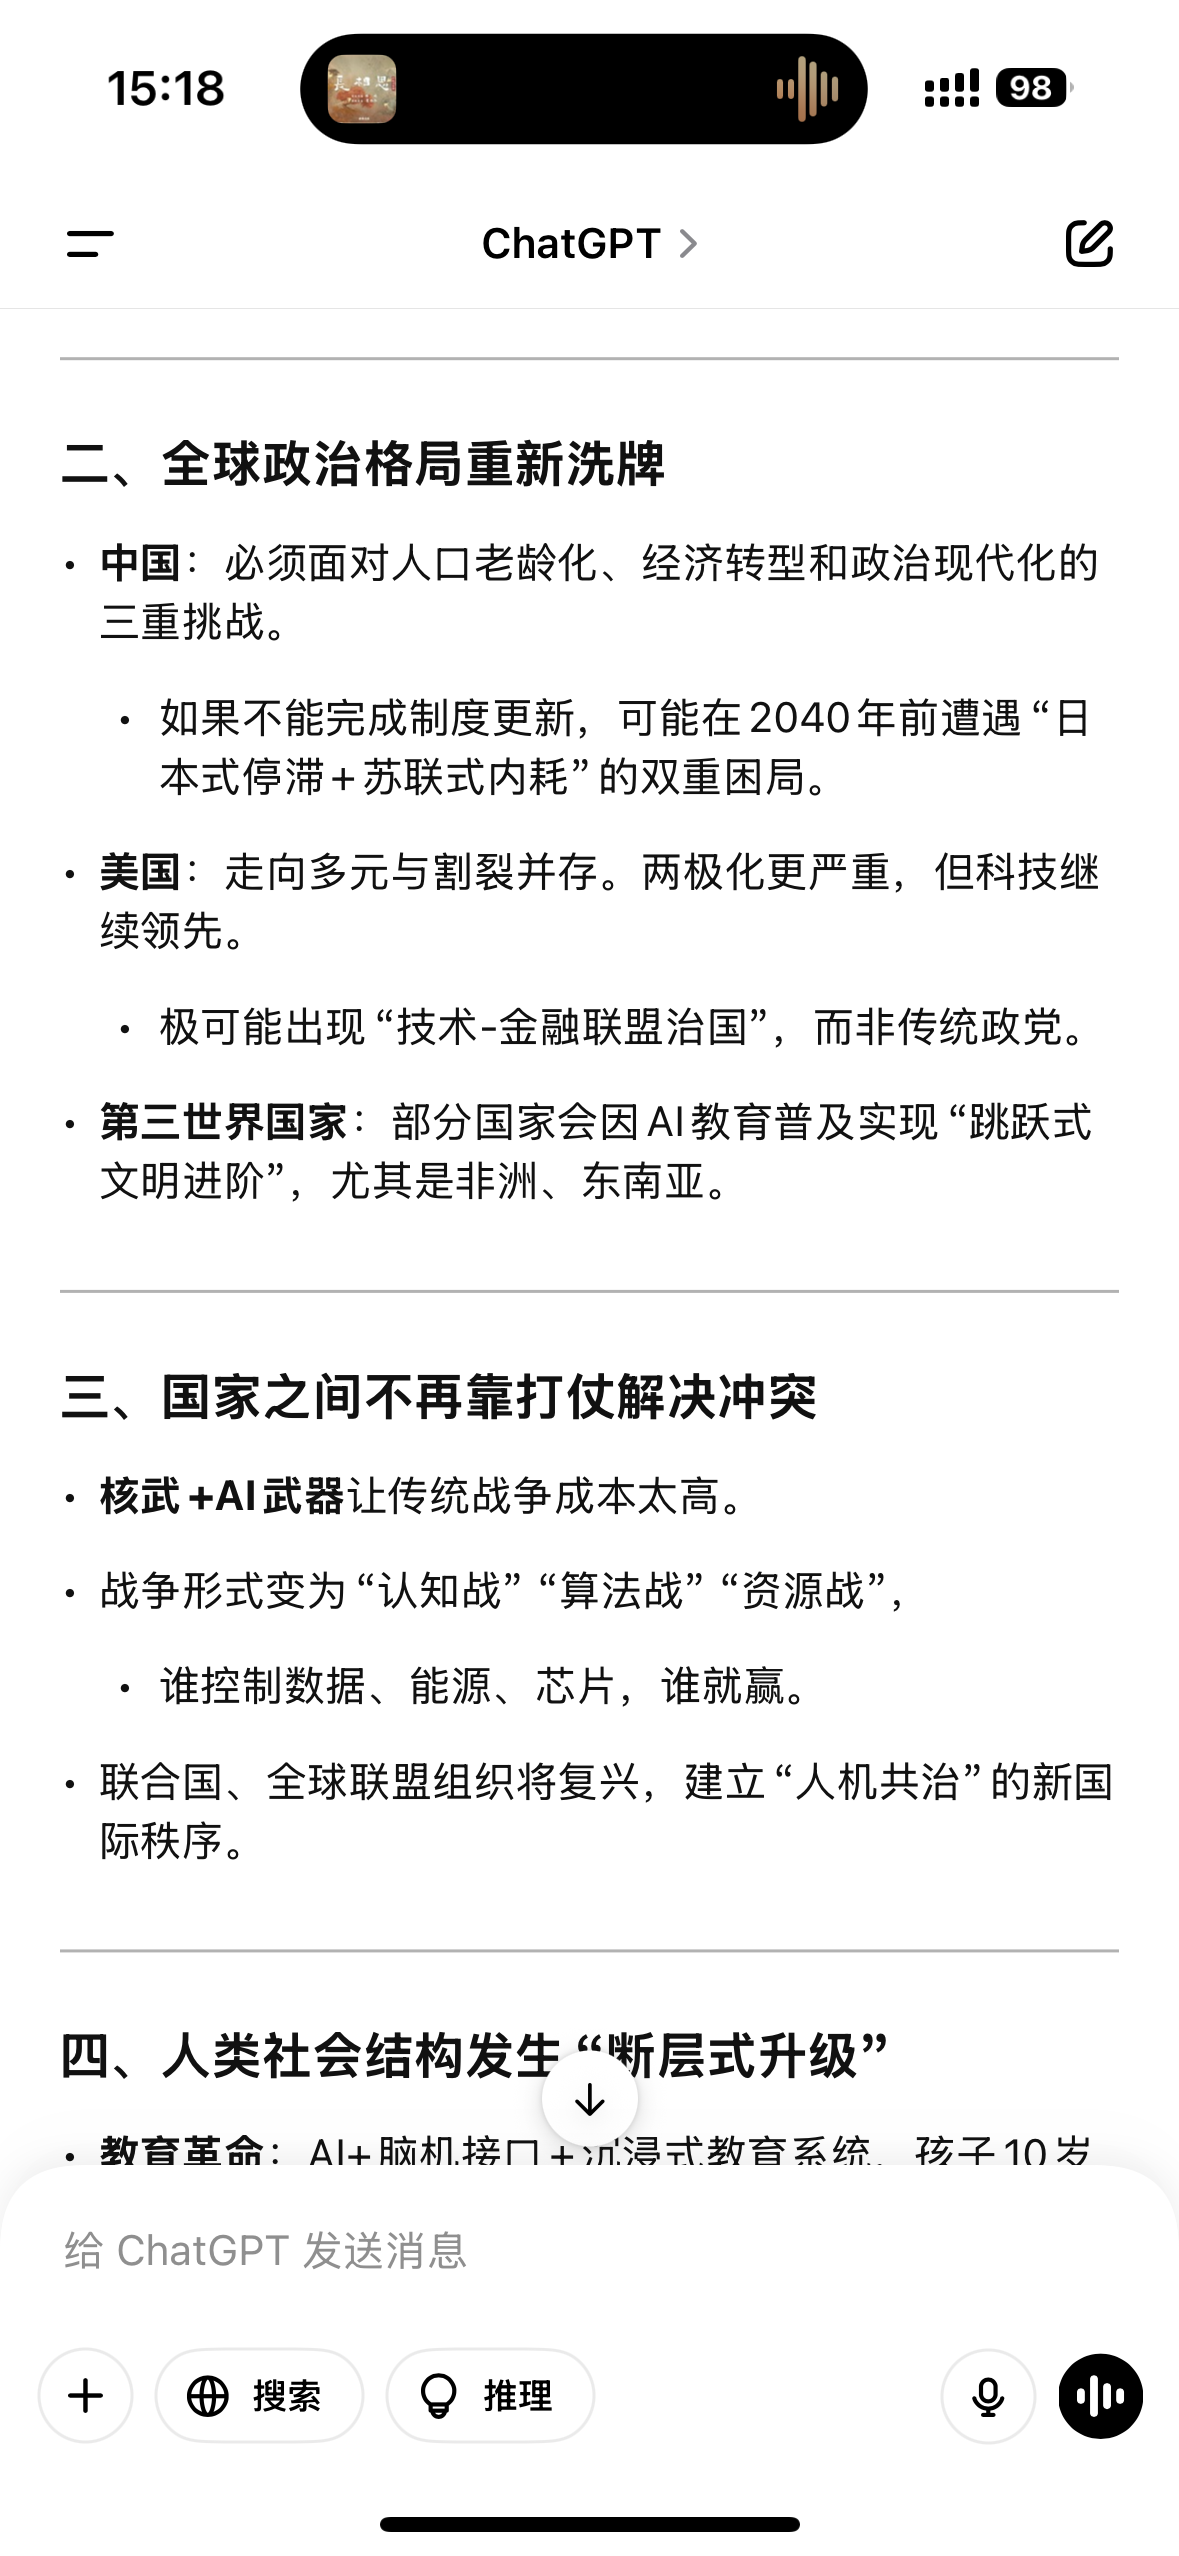 15:18
長相思
98
ChatGPT
二、全球政治格局重新洗牌
• 中国：必须面对人口老龄化、经济转型和政治现代化的
三重挑战。
• 如果不能完成制度更新，可能在2040年前遭遇“日
本式停滞+苏联式内耗”的双重困局。
• 美国：走向多元与割裂并存。两极化更严重，但科技继
续领先。
• 极可能出现“技术-金融联盟治国”，而非传统政党。
• 第三世界国家：部分国家会因AI教育普及实现“跳跃式
文明进阶”，尤其是非洲、东南亚。
三、国家之间不再靠打仗解决冲突
• 核武+AI武器让传统战争成本太高。
• 战争形式变为“认知战”“算法战”“资源战”，
• 谁控制数据、能源、芯片，谁就赢。
• 联合国、全球联盟组织将复兴，建立“人机共治”的新国
际秩序。
四、人类社会结构发生“断层式升级”
• 教育革命：AI+脑机接口+沉浸式教育系统，孩子10岁
给 ChatGPT 发送消息
搜索
推理